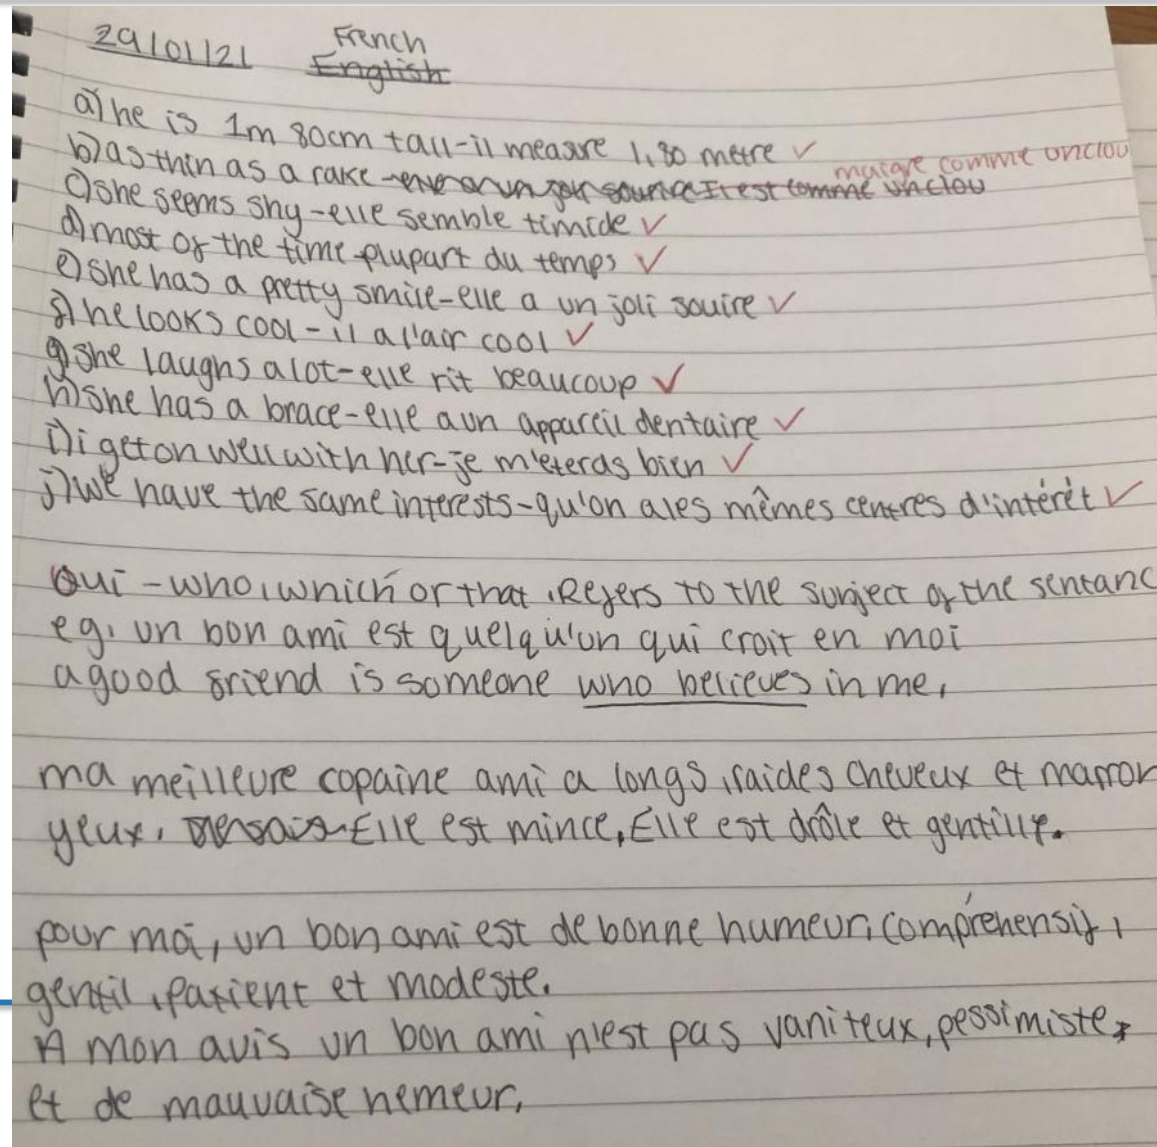 29/01/21 French
English
a) he is 1m 80cm tall-il measure 1,80 metre ✓
maigre comme unclou
b) as thin as a rake - Il est comme un clou
c) she seems shy-elle semble timide ✓
d) most of the time-plupart du temps ✓
e) she has a pretty smile-elle a un joli souire ✓
f) he looks cool-il a l'air cool ✓
g) she laughs alot-elle rit beaucoup ✓
h) she has a brace-elle aun appareil dentaire ✓
i) i get on well with her-je m'eteras bien ✓
j) we have the same interests-qu'on ales mêmes centres d'intérét ✓
Qui - who, which or that. Refers to the subject of the sentanc
eg, un bon ami est quelqu'un qui croit en moi
a good friend is someone who believes in me,
ma meilleure copaine ami a longs, raides cheveux et marron
yeux. Elle est mince, Elle est drôle et gentille.
pour moi, un bon ami est de bonne humeur, compréhensif,
gentil, patient et modeste.
A mon avis un bon ami n'est pas vaniteux, pessimiste,
et de mauvaise nemeur,